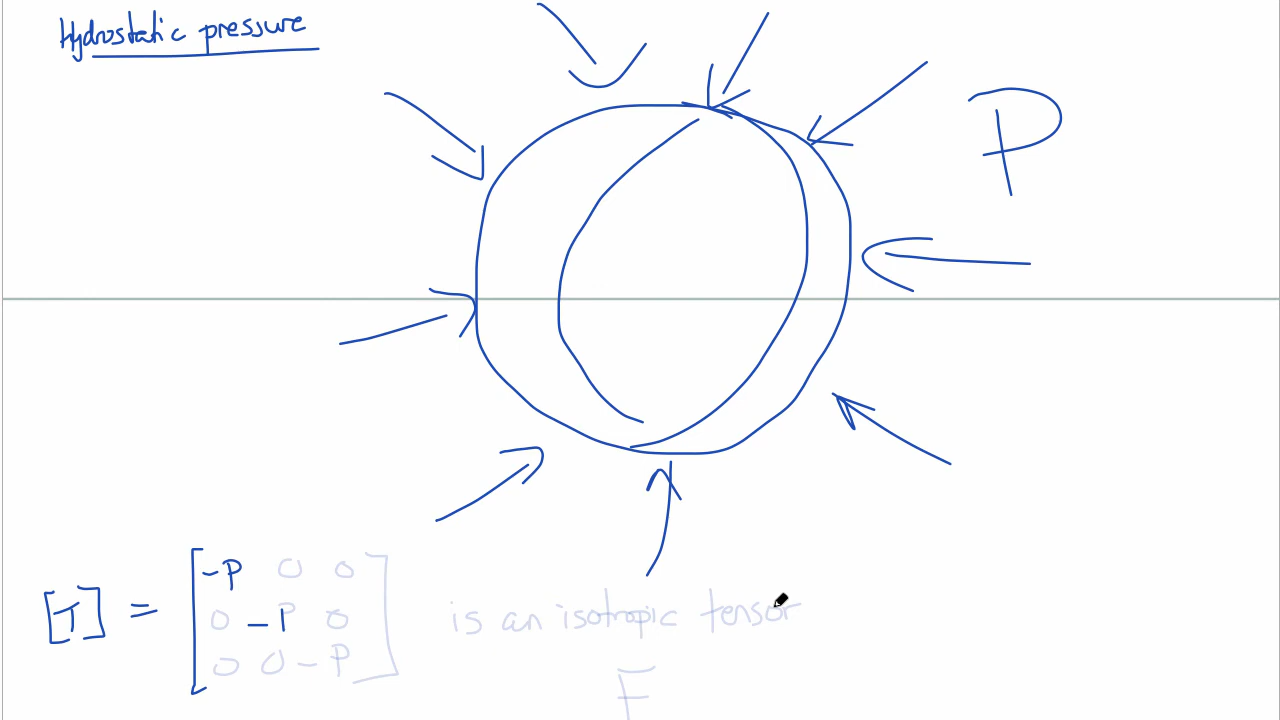 Hydrostatic pressure
P
[T] = [-P 0 0
0 -P 0
0 0 -P] is an isotropic tensor
F